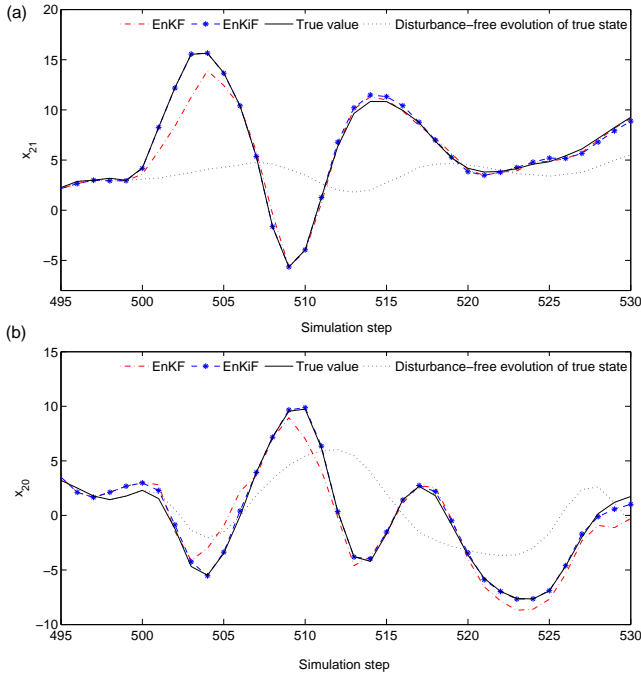 (a)
20
EnKF EnKiF True value Disturbance−free evolution of true state
15
10
5
0
−5
x21
495 500 505 510 515 520 525 530
Simulation step
(b)
15
EnKF EnKiF True value Disturbance−free evolution of true state
10
5
0
−5
−10
x20
495 500 505 510 515 520 525 530
Simulation step